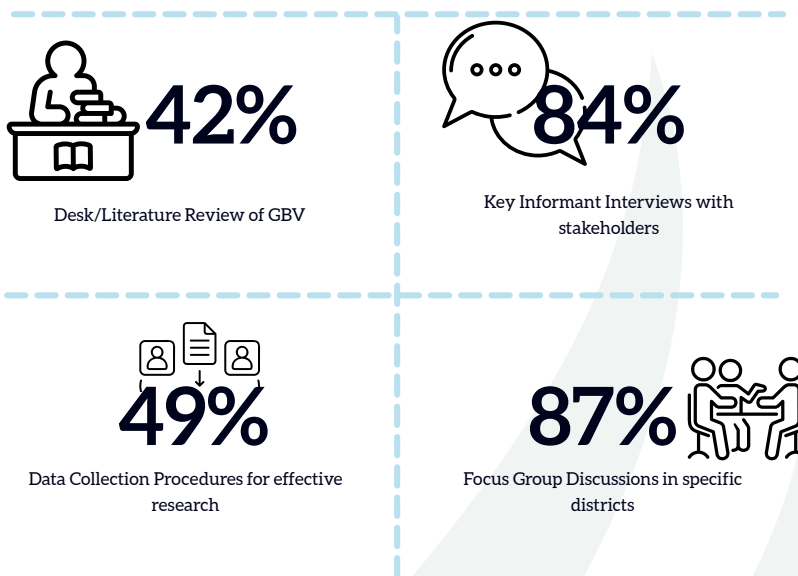 42%
Desk/Literature Review of GBV
84%
Key Informant Interviews with
stakeholders
49%
Data Collection Procedures for effective
research
87%
Focus Group Discussions in specific
districts